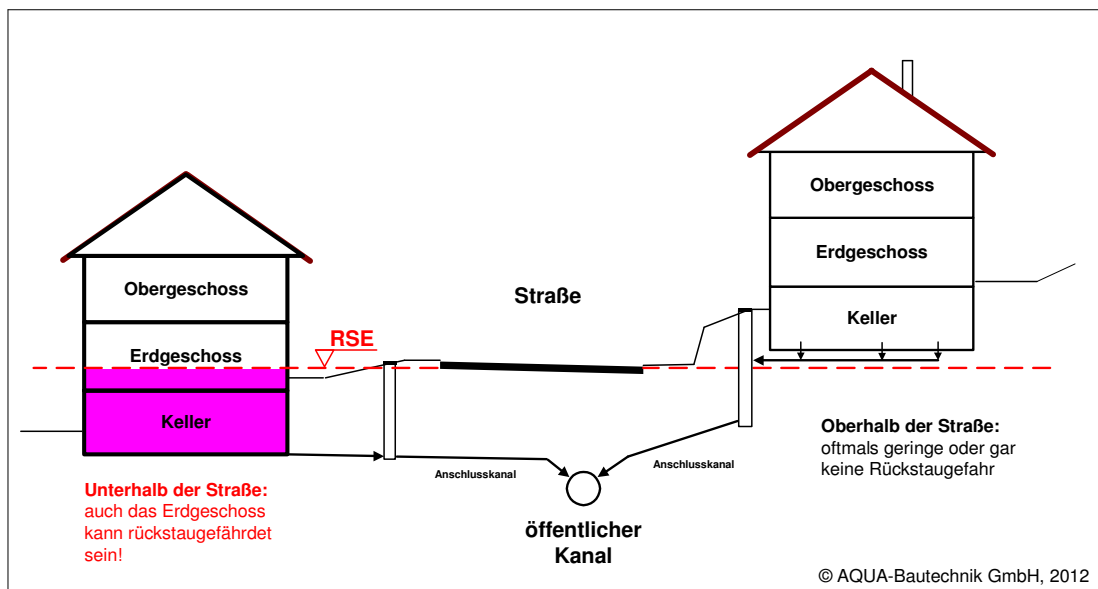 Obergeschoss
Erdgeschoss
Keller
Obergeschoss
Erdgeschoss
Keller
Straße
RSE
Unterhalb der Straße:
auch das Erdgeschoss
kann rückstaugefährdet
sein!
Anschlusskanal
Anschlusskanal
öffentlicher
Kanal
Oberhalb der Straße:
oftmals geringe oder gar
keine Rückstaugefahr
© AQUA-Bautechnik GmbH, 2012